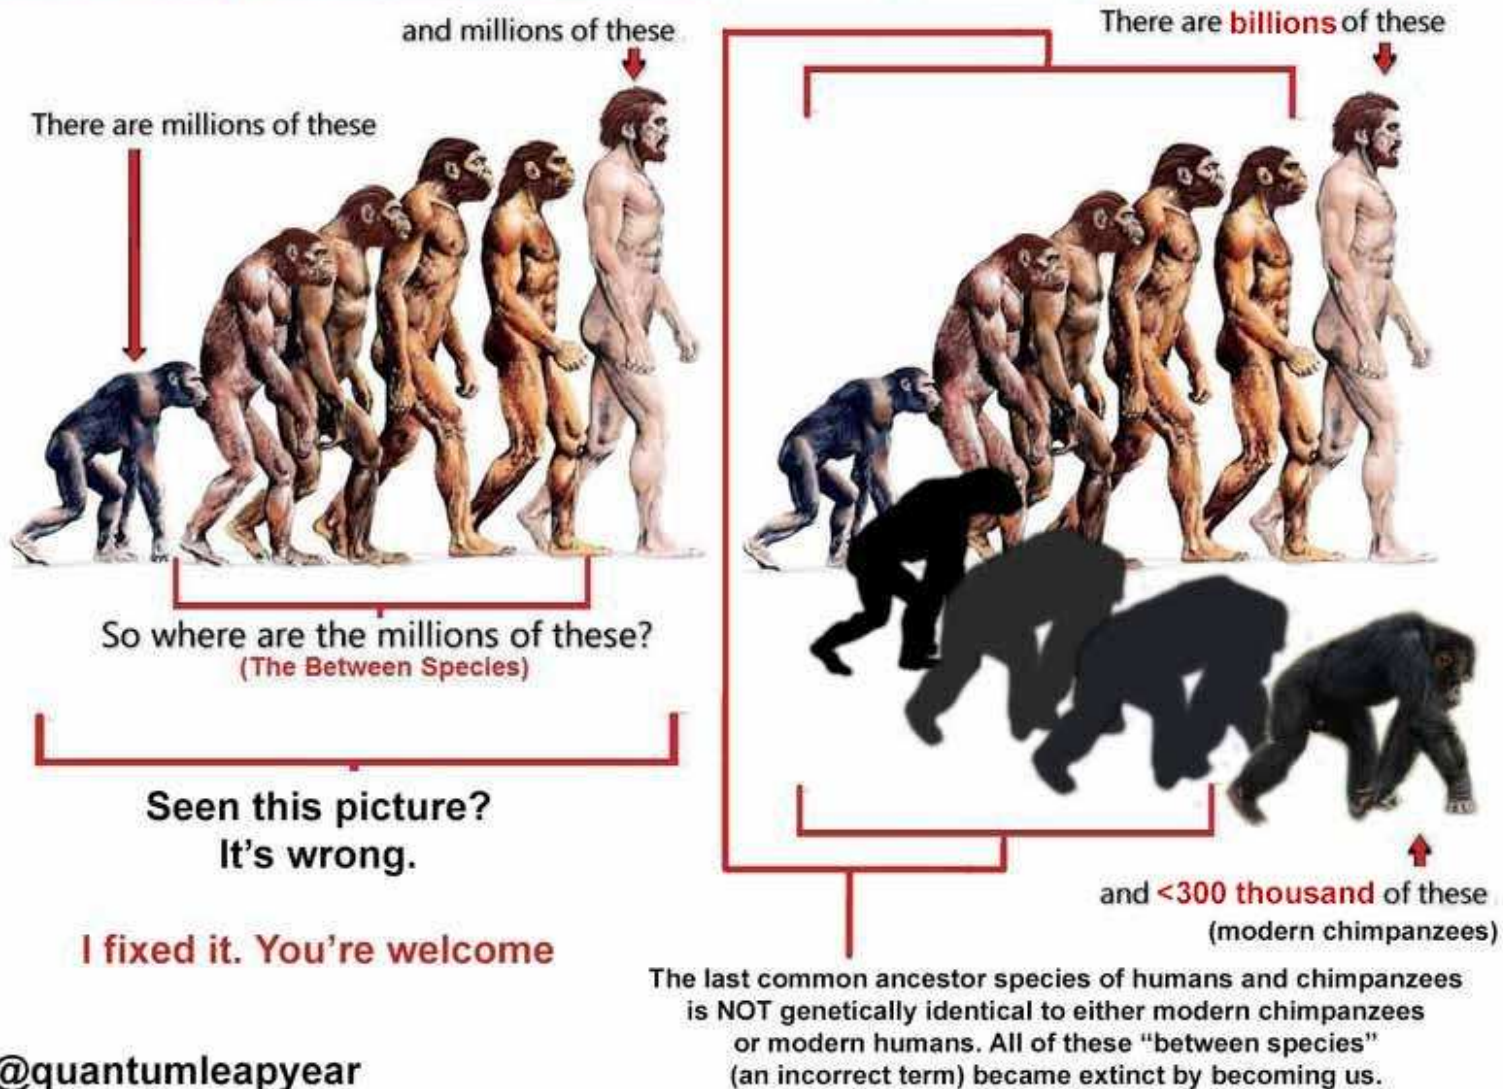 and millions of these
There are millions of these
So where are the millions of these?
(The Between Species)
Seen this picture?
It's wrong.
I fixed it. You're welcome
@quantumleapyear
There are billions of these
and <300 thousand of these
(modern chimpanzees)
The last common ancestor species of humans and chimpanzees
is NOT genetically identical to either modern chimpanzees
or modern humans. All of these "between species"
(an incorrect term) became extinct by becoming us.